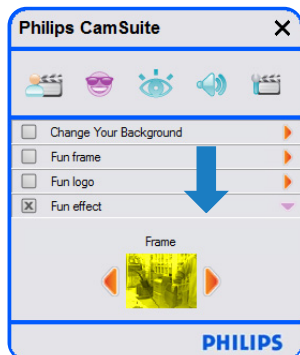 Philips CamSuite
Change Your Background
Fun frame
Fun logo
Fun effect
Frame
PHILIPS